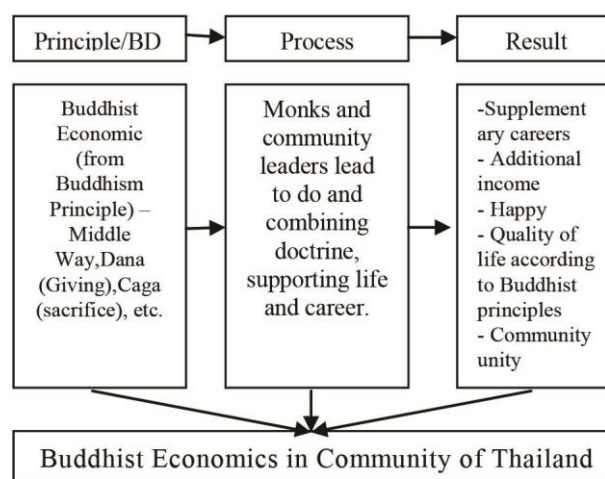 Principle/BD
Process
Result
Buddhist
Economic
(from
Buddhism
Principle) –
Middle
Way,Dana
(Giving),Caga
(sacrifice), etc.
Monks and
community
leaders lead
to do and
combining
doctrine,
supporting life
and career.
-Supplement
ary careers
- Additional
income
- Happy
- Quality of
life according
to Buddhist
principles
- Community
unity
Buddhist Economics in Community of Thailand